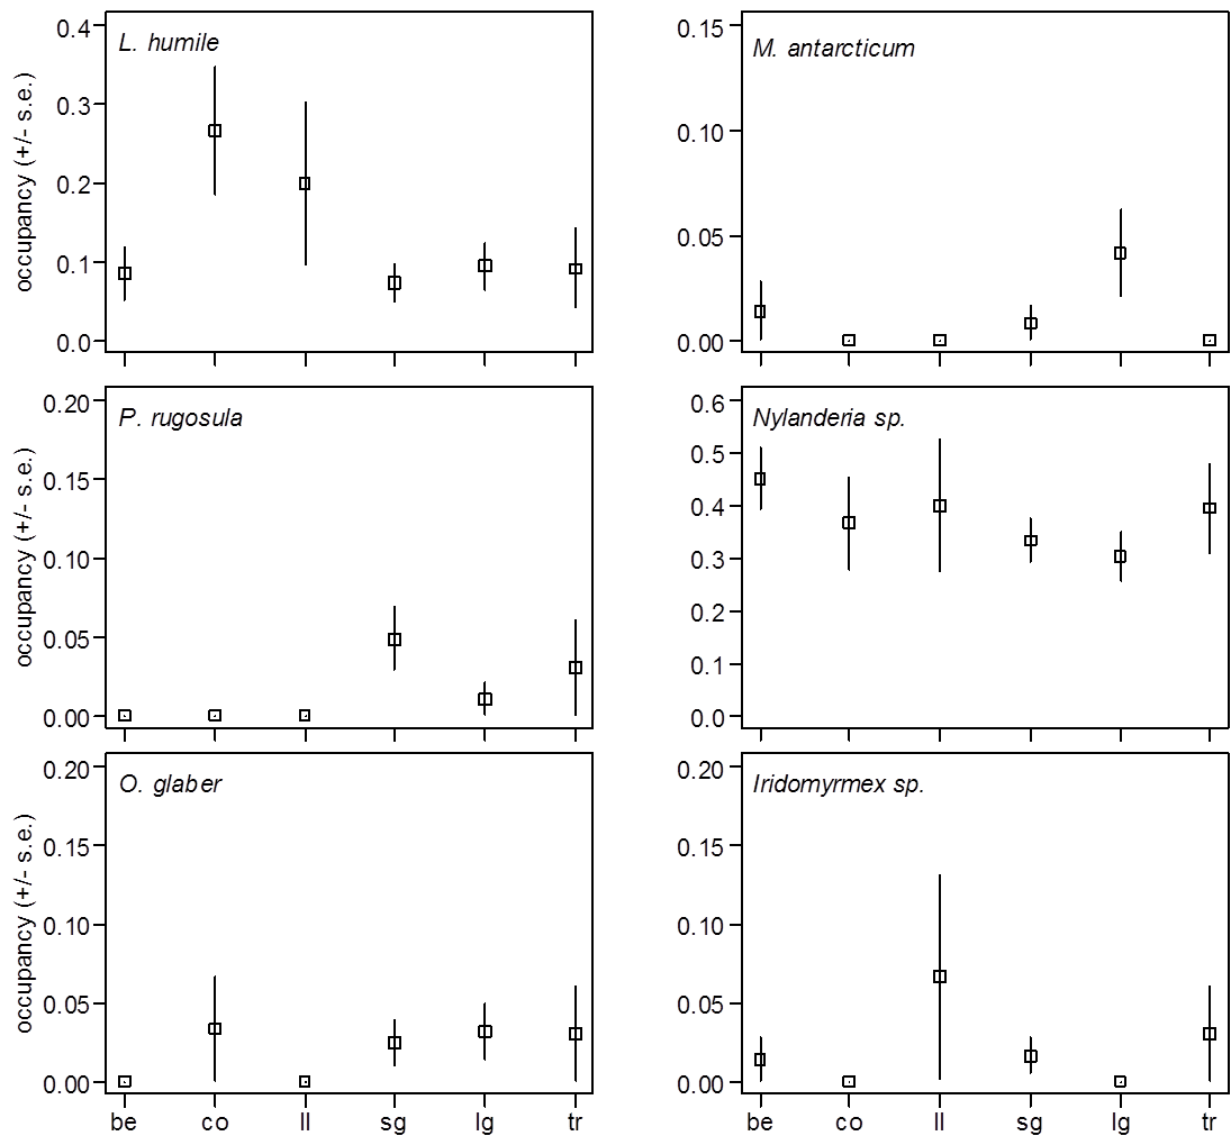 L. humile
occupancy (+/- s.e.)
0.4
0.3
0.2
0.1
0.0
M. antarcticum
0.15
0.10
0.05
0.00
P. rugosula
occupancy (+/- s.e.)
0.20
0.15
0.10
0.05
0.00
Nylanderia sp.
0.6
0.5
0.4
0.3
0.2
0.1
0.0
O. glaber
occupancy (+/- s.e.)
0.20
0.15
0.10
0.05
0.00
be co ll sg lg tr
Iridomyrmex sp.
0.20
0.15
0.10
0.05
0.00
be co ll sg lg tr